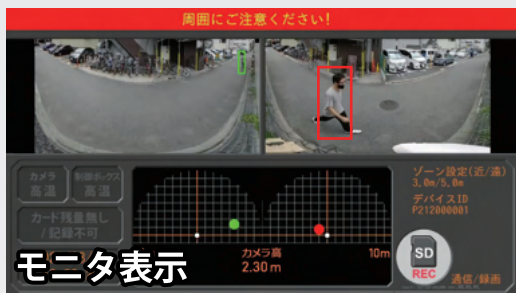 周囲にご注意ください!
カメラ
高温
制御ボックス
高温
カード残量無し
/記録不可
カメラ高
2.30m
10m
ゾーン設定(近/遠)
3.0m/5.0m
デバイスID
P212000001
SD
REC
通信/録画
モニタ表示